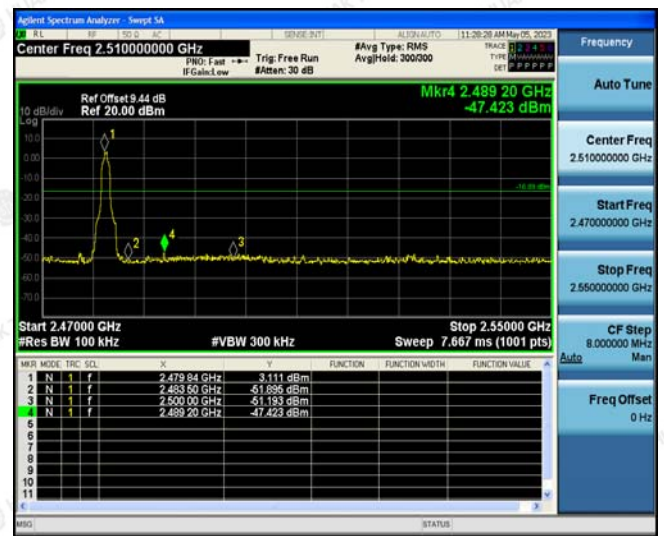 Agilent Spectrum Analyzer - Swept SA
RL RF 50 Ω AC SENSE:INT ALIGN AUTO 11:28:28 AM May 05, 2023
Center Freq 2.510000000 GHz
PNO: Fast
IFGain:Low
Trig: Free Run
#Atten: 30 dB
#Avg Type: RMS
Avg|Hold: 300/300
TRACE 1 2 3 4 5 6
TYPE M
DET P P P P P P
Ref Offset 9.44 dB
10 dB/div Ref 20.00 dBm
Log
Mkr4 2.489 20 GHz
-47.423 dBm
10.0
0.00
-10.0
-20.0
-30.0
-40.0
-50.0
-60.0
-70.0
1
2
4
3
Start 2.47000 GHz
Stop 2.55000 GHz
#Res BW 100 kHz #VBW 300 kHz Sweep 7.667 ms (1001 pts)
MKR MODE TRC SCL X Y FUNCTION FUNCTION WIDTH FUNCTION VALUE
1 N 1 f 2.479 84 GHz 3.111 dBm
2 N 1 f 2.483 50 GHz -51.895 dBm
3 N 1 f 2.500 00 GHz -51.193 dBm
4 N 1 f 2.489 20 GHz -47.423 dBm
5
6
7
8
9
10
11
MSG STATUS
Frequency
Auto Tune
Center Freq
2.510000000 GHz
Start Freq
2.470000000 GHz
Stop Freq
2.550000000 GHz
CF Step
8.000000 MHz
Auto Man
Freq Offset
0 Hz